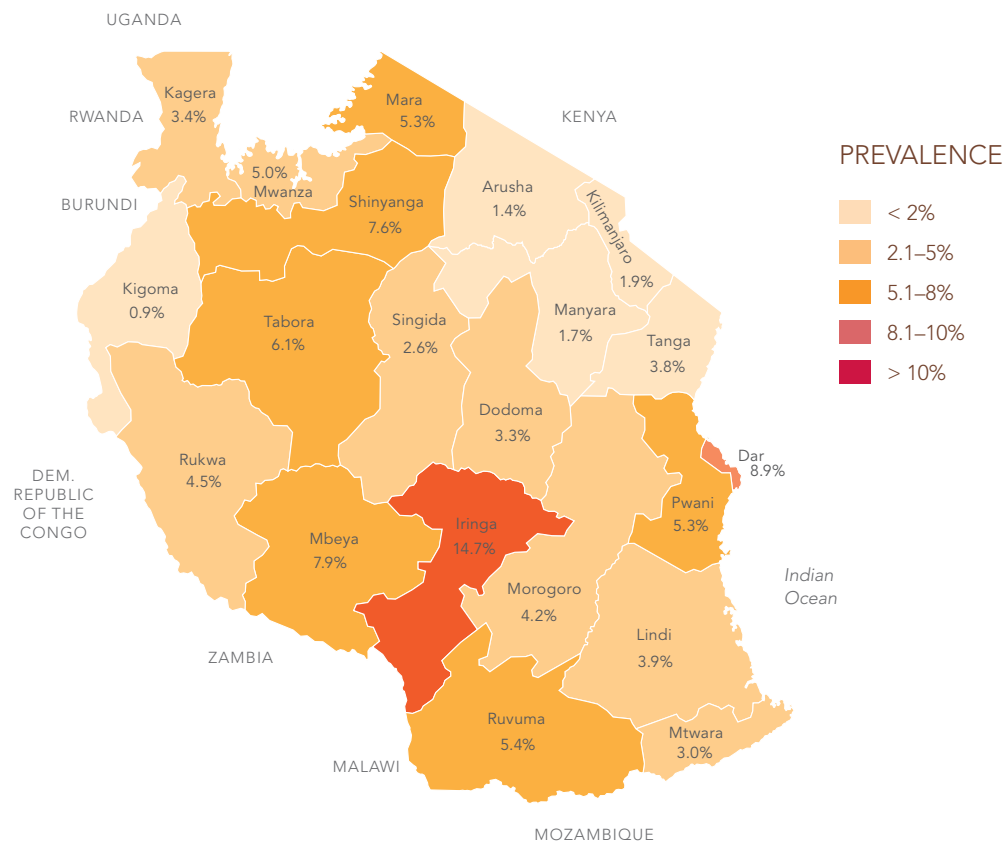 UGANDA
Kagera
3.4%
RWANDA
Mara
5.3%
KENYA
5.0%
Mwanza
BURUNDI
Shinyanga
7.6%
Arusha
1.4%
Kilimanjaro
1.9%
Kigoma
0.9%
Tabora
6.1%
Singida
2.6%
Manyara
1.7%
Tanga
3.8%
Dodoma
3.3%
Rukwa
4.5%
DEM.
REPUBLIC
OF THE
CONGO
Dar
8.9%
Pwani
5.3%
Iringa
14.7%
Mbeya
7.9%
Morogoro
4.2%
Indian
Ocean
Lindi
3.9%
ZAMBIA
Ruvuma
5.4%
Mtwara
3.0%
MALAWI
MOZAMBIQUE
PREVALENCE
< 2%
2.1–5%
5.1–8%
8.1–10%
> 10%